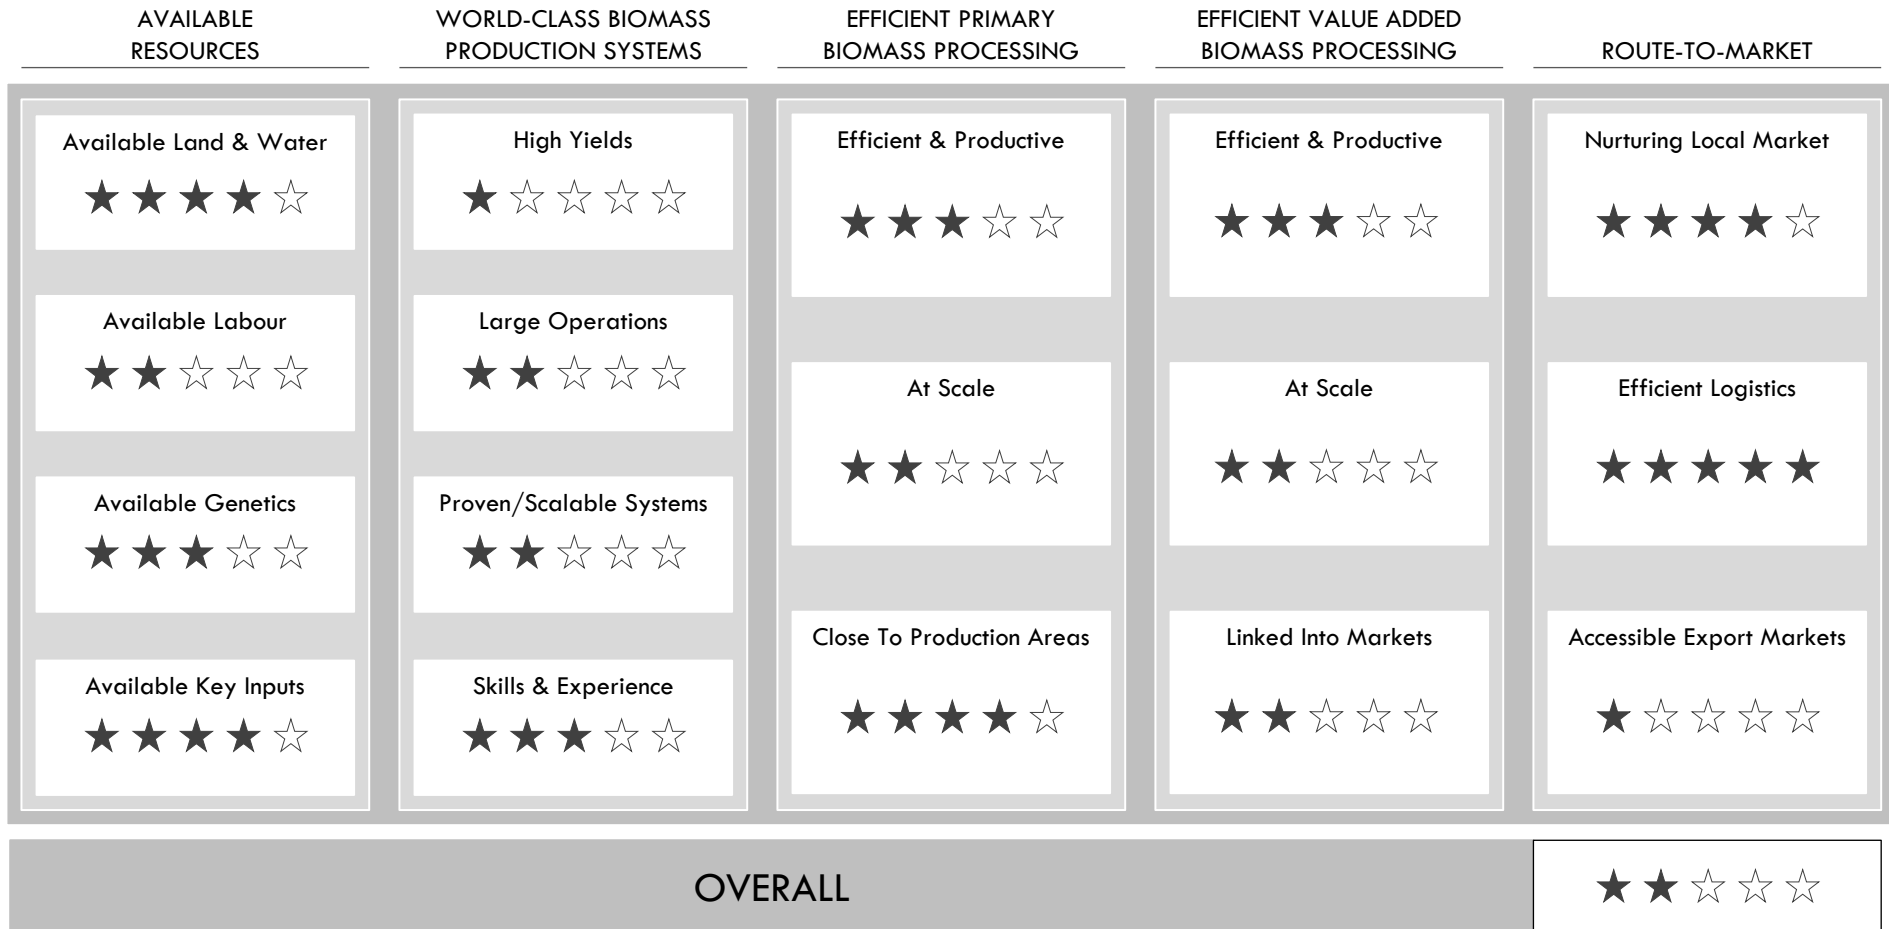 AVAILABLE
RESOURCES
WORLD-CLASS BIOMASS
PRODUCTION SYSTEMS
EFFICIENT PRIMARY
BIOMASS PROCESSING
EFFICIENT VALUE ADDED
BIOMASS PROCESSING
ROUTE-TO-MARKET
Available Land & Water
Available Labour
Available Genetics
Available Key Inputs
High Yields
Large Operations
Proven/Scalable Systems
Skills & Experience
Efficient & Productive
At Scale
Close To Production Areas
Efficient & Productive
At Scale
Linked Into Markets
Nurturing Local Market
Efficient Logistics
Accessible Export Markets
OVERALL